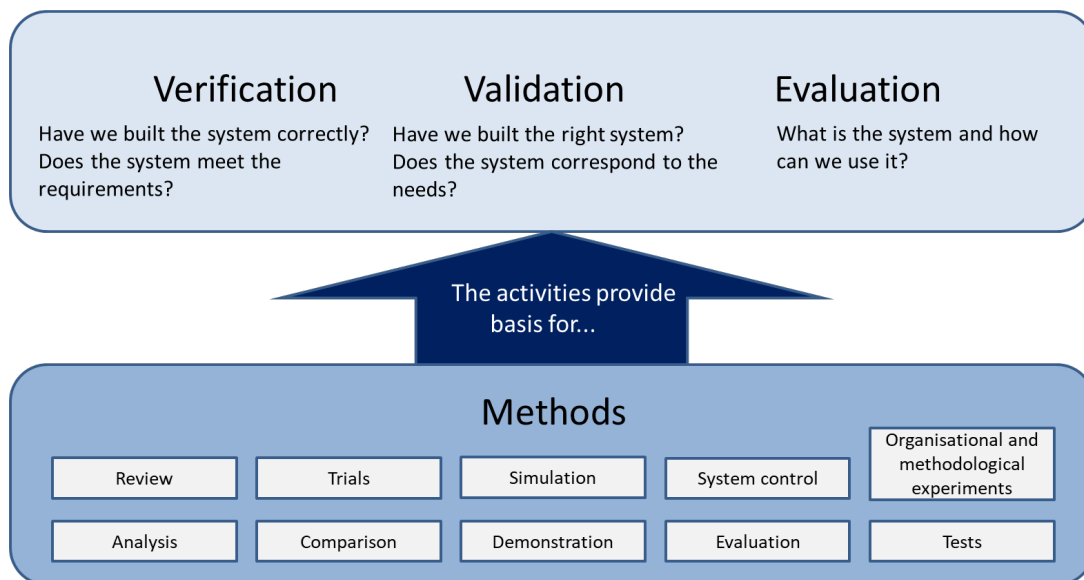 Verification
Have we built the system correctly?
Does the system meet the
requirements?
Validation
Have we built the right system?
Does the system correspond to the
needs?
Evaluation
What is the system and how
can we use it?
The activities provide
basis for...
Methods
Review
Trials
Simulation
System control
Organisational and
methodological
experiments
Analysis
Comparison
Demonstration
Evaluation
Tests